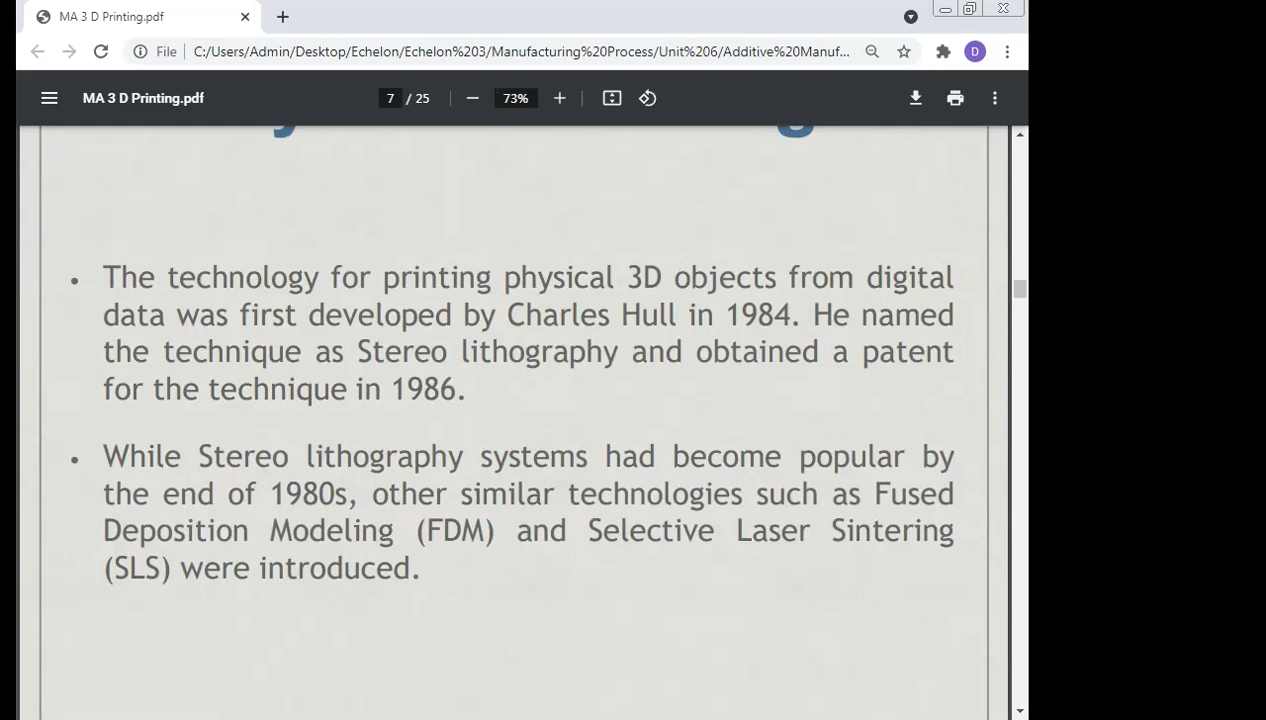 MA 3 D Printing.pdf
File C:/Users/Admin/Desktop/Echelon/Echelon%203/Manufacturing%20Process/Unit%206/Additive%20Manuf...
D
MA 3 D Printing.pdf 7 / 25 73%
• The technology for printing physical 3D objects from digital
data was first developed by Charles Hull in 1984. He named
the technique as Stereo lithography and obtained a patent
for the technique in 1986.
• While Stereo lithography systems had become popular by
the end of 1980s, other similar technologies such as Fused
Deposition Modeling (FDM) and Selective Laser Sintering
(SLS) were introduced.